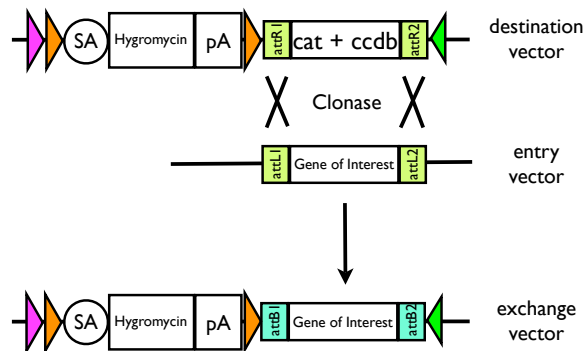 SA
Hygromycin
pA
attR1
cat + ccdb
attR2
destination
vector
Clonase
attL1
Gene of Interest
attL2
entry
vector
SA
Hygromycin
pA
attB1
Gene of Interest
attB2
exchange
vector